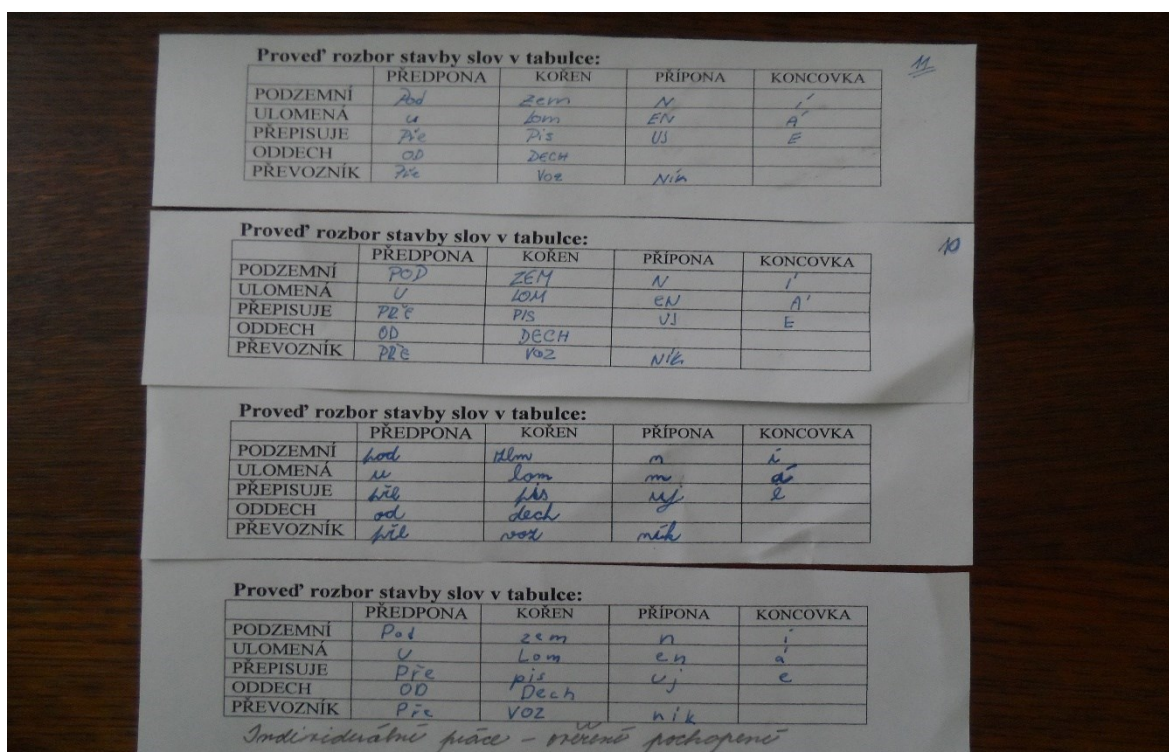 Proveď rozbor stavby slov v tabulce: 11
PŘEDPONA KOŘEN PŘÍPONA KONCOVKA
PODZEMNÍ Pod zem N Í
ULOMENÁ u Lom EN Á
PŘEPISUJE Pře Pis UJ E
ODDECH OD DECH
PŘEVOZNÍK Pře Voz Ník
Proveď rozbor stavby slov v tabulce: 10
PŘEDPONA KOŘEN PŘÍPONA KONCOVKA
PODZEMNÍ POD ZEM N Í
ULOMENÁ U LOM eN Á
PŘEPISUJE PŘe PIS UJ E
ODDECH OD DECH
PŘEVOZNÍK PŘe VOZ Ník
Proveď rozbor stavby slov v tabulce:
PŘEDPONA KOŘEN PŘÍPONA KONCOVKA
PODZEMNÍ pod zem n í
ULOMENÁ u lom m á
PŘEPISUJE pře pis uj e
ODDECH od dech
PŘEVOZNÍK pře voz ník
Proveď rozbor stavby slov v tabulce:
PŘEDPONA KOŘEN PŘÍPONA KONCOVKA
PODZEMNÍ Pod zem n í
ULOMENÁ U Lom en á
PŘEPISUJE Pře pis uj e
ODDECH OD Dech
PŘEVOZNÍK Pře VOZ ník
Individuální práce - ověření pochopení